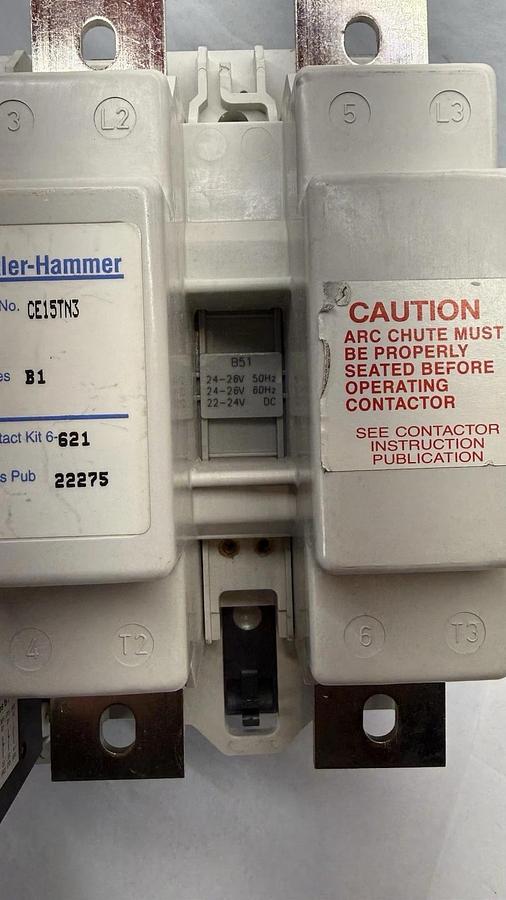 3 L2
5 L3
ler-Hammer
No. CE15TN3
es B1
tact Kit 6-621
s Pub 22275
B51
24-26V 50Hz
24-26V 60Hz
22-24V DC
CAUTION
ARC CHUTE MUST
BE PROPERLY
SEATED BEFORE
OPERATING
CONTACTOR
SEE CONTACTOR
INSTRUCTION
PUBLICATION
4 T2
6 T3